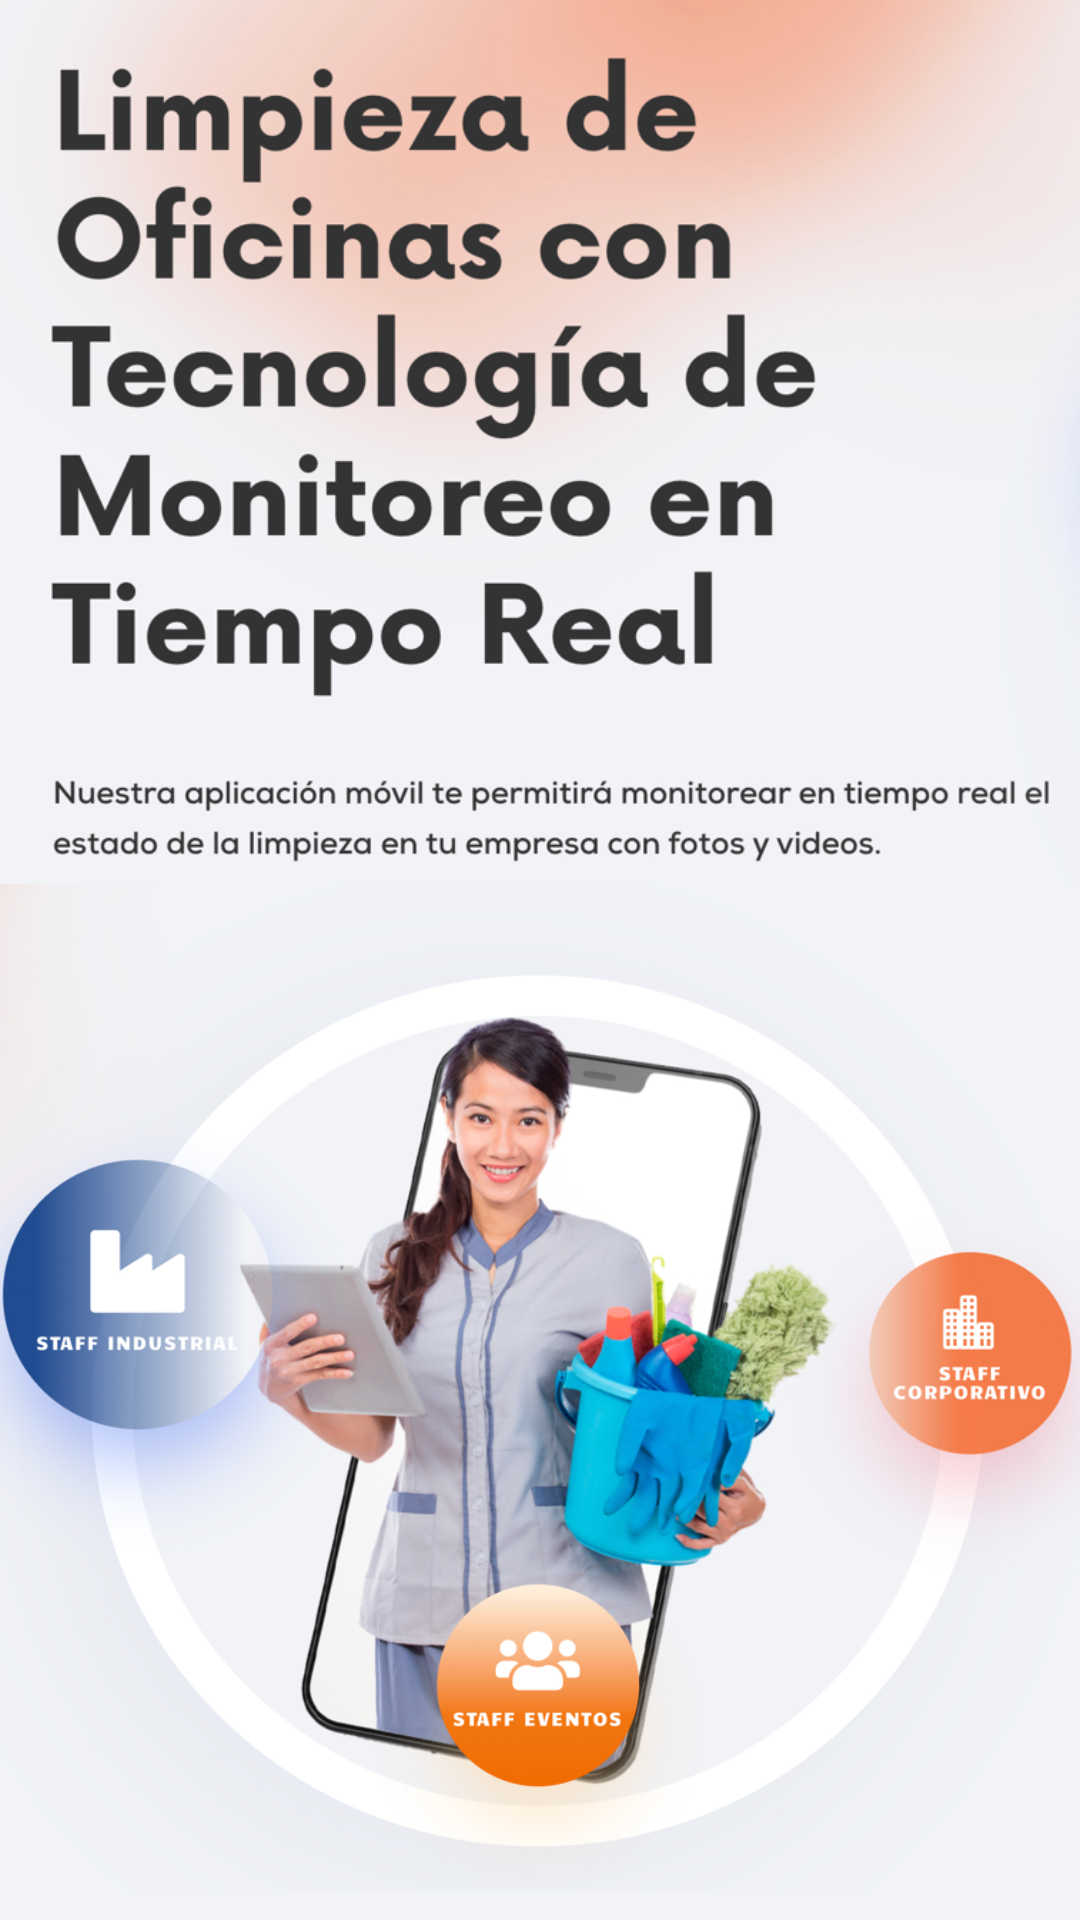 Limpieza de
Oficinas con
Tecnología de
Monitoreo en
Tiempo Real
Nuestra aplicación móvil te permitirá monitorear en tiempo real el
estado de la limpieza en tu empresa con fotos y videos.
STAFF INDUSTRIAL
STAFF
CORPORATIVO
STAFF EVENTOS